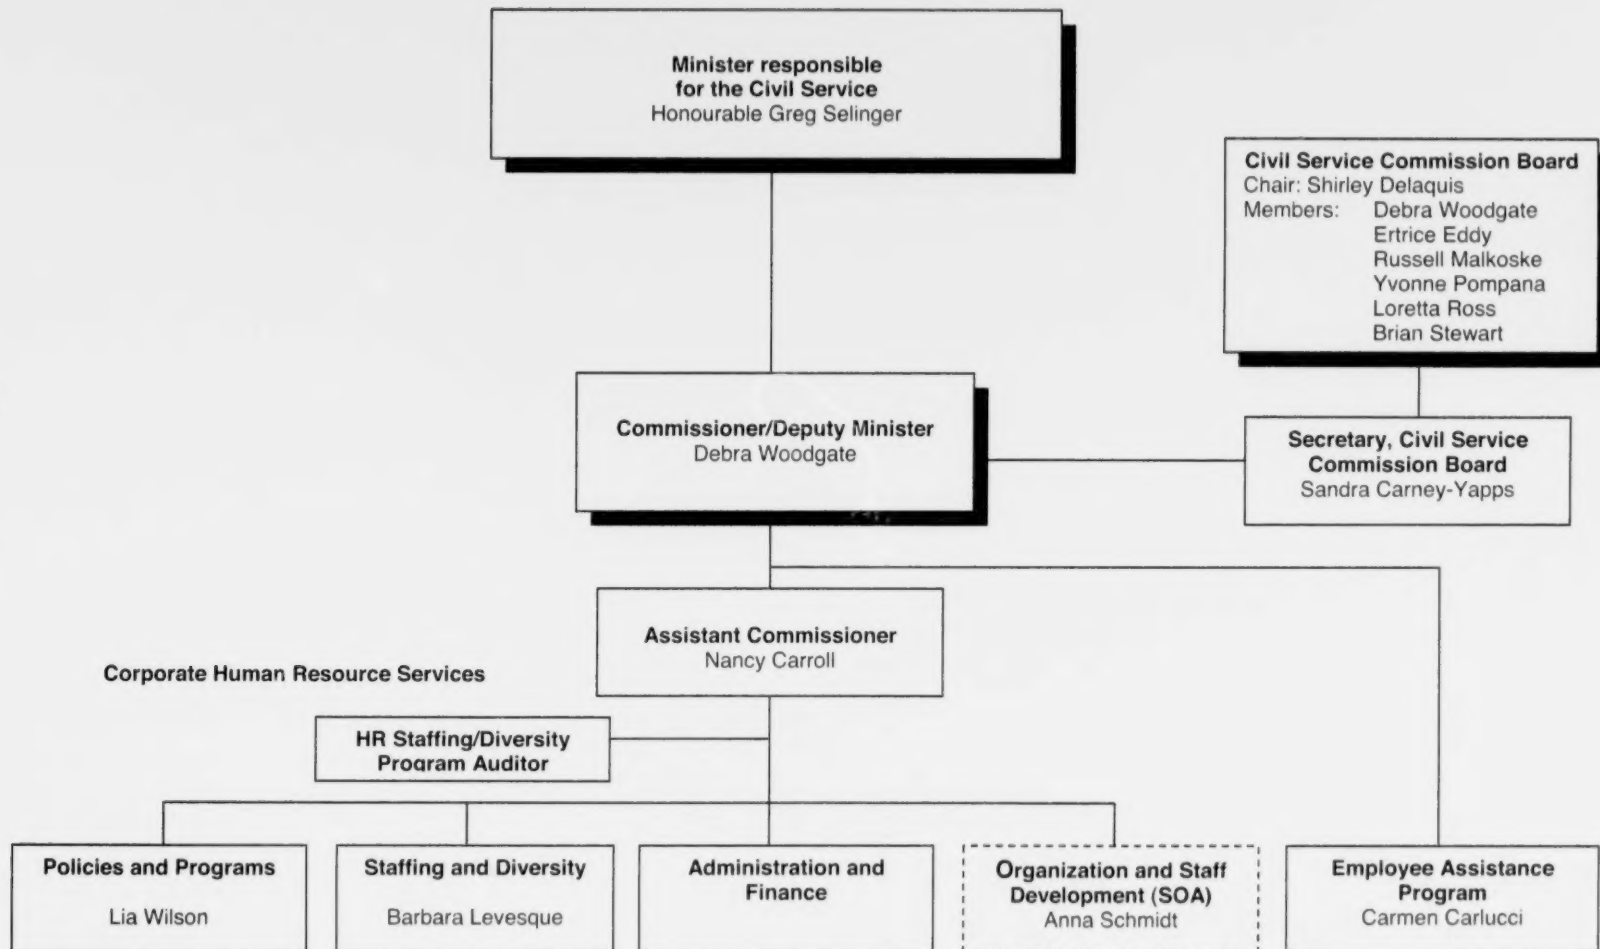 Minister responsible
for the Civil Service
Honourable Greg Selinger
Civil Service Commission Board
Chair: Shirley Delaquis
Members: Debra Woodgate
Ertrice Eddy
Russell Malkoske
Yvonne Pompana
Loretta Ross
Brian Stewart
Commissioner/Deputy Minister
Debra Woodgate
Secretary, Civil Service
Commission Board
Sandra Carney-Yapps
Assistant Commissioner
Nancy Carroll
Corporate Human Resource Services
HR Staffing/Diversity
Program Auditor
Policies and Programs
Lia Wilson
Staffing and Diversity
Barbara Levesque
Administration and
Finance
Organization and Staff
Development (SOA)
Anna Schmidt
Employee Assistance
Program
Carmen Carlucci